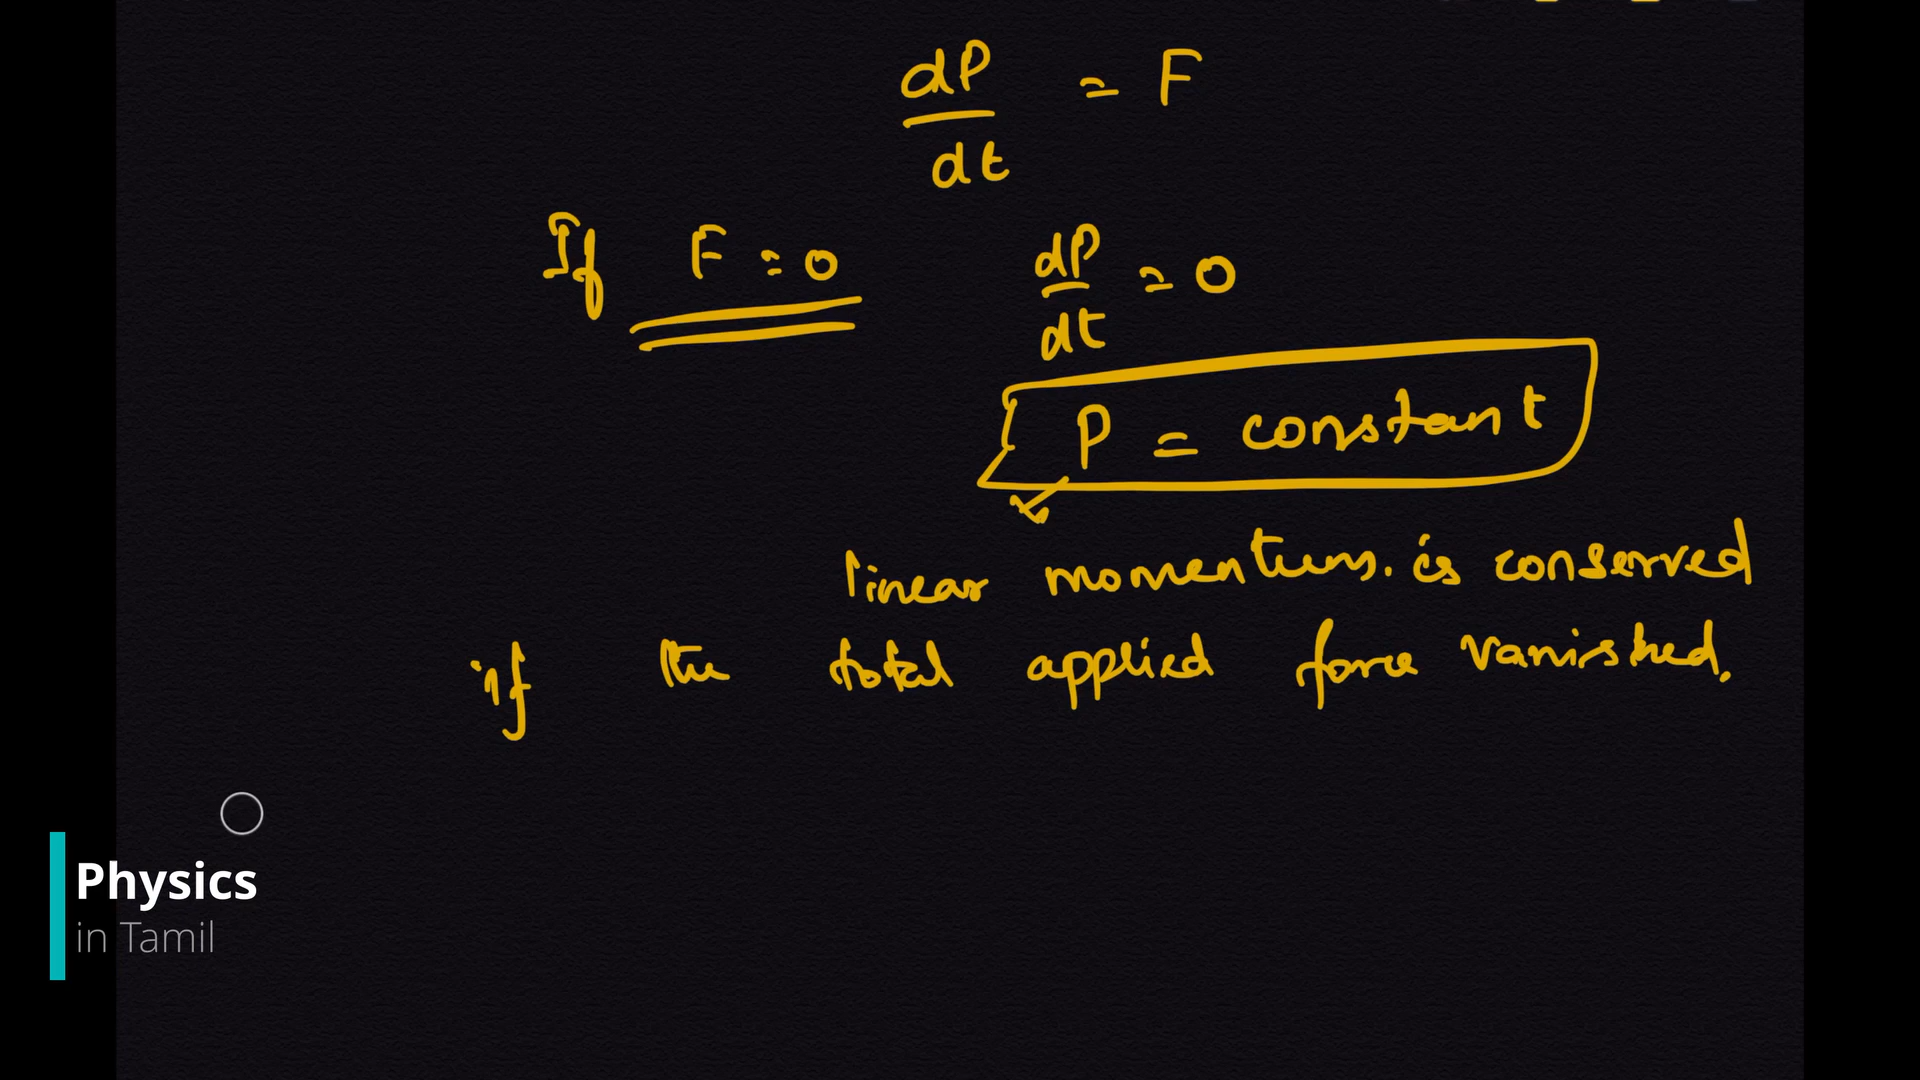 dP/dt = F
If F = 0 dP/dt = 0
P = constant
linear momentum. is conserved
if the total applied force vanished.
Physics
in Tamil